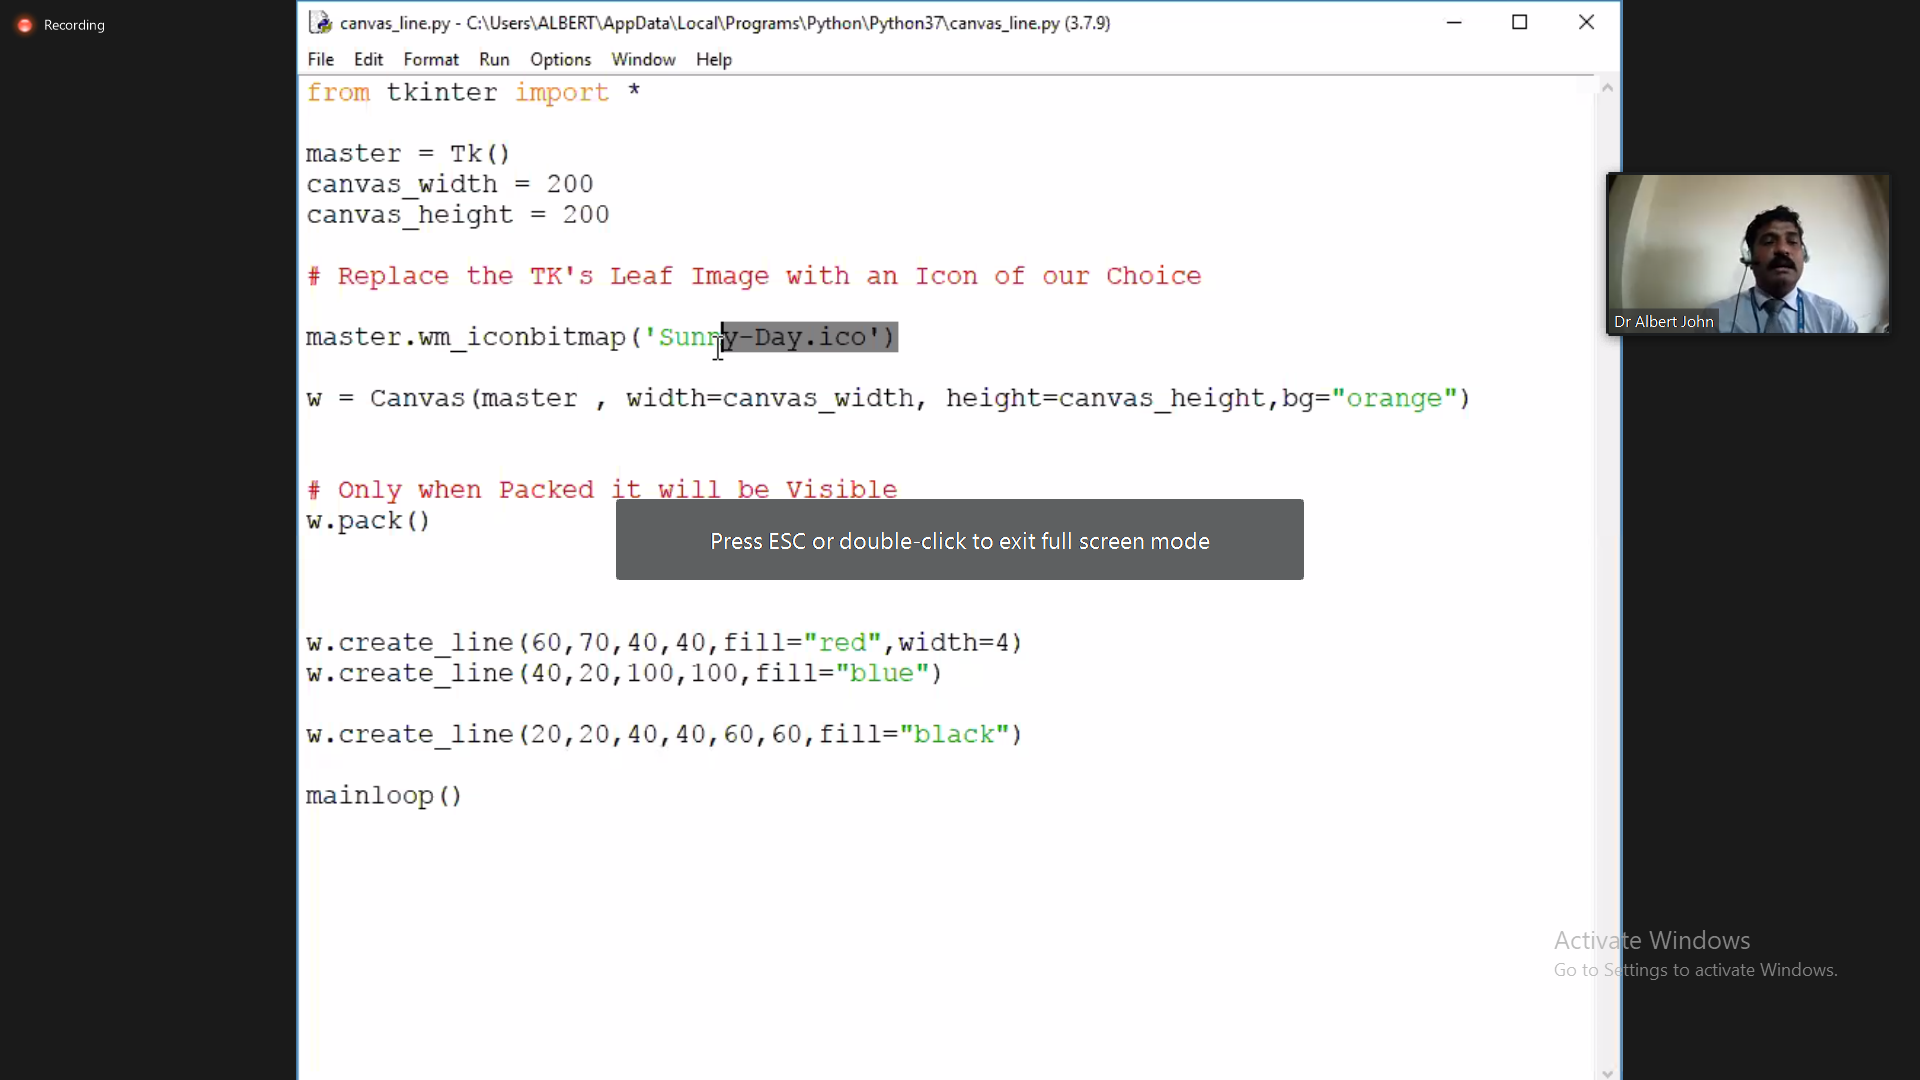 Recording
canvas_line.py - C:\Users\ALBERT\AppData\Local\Programs\Python\Python37\canvas_line.py (3.7.9)
File Edit Format Run Options Window Help
from tkinter import *
master = Tk()
canvas_width = 200
canvas_height = 200
# Replace the TK's Leaf Image with an Icon of our Choice
master.wm_iconbitmap('Sunny-Day.ico')
w = Canvas(master , width=canvas_width, height=canvas_height,bg="orange")
# Only when Packed it will be Visible
w.pack()
Press ESC or double-click to exit full screen mode
w.create_line(60,70,40,40,fill="red",width=4)
w.create_line(40,20,100,100,fill="blue")
w.create_line(20,20,40,40,60,60,fill="black")
mainloop()
Dr Albert John
Activate Windows
Go to Settings to activate Windows.